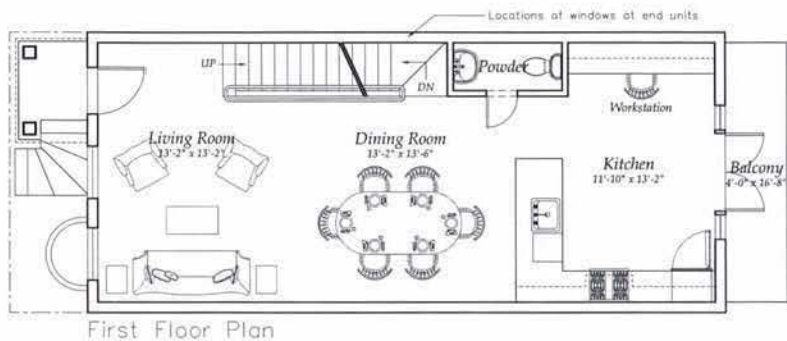 Locations at windows at end units
UP
DN
Powder
Workstation
Living Room
13'-2" x 13'-2"
Dining Room
13'-2" x 13'-6"
Kitchen
11'-10" x 13'-2"
Balcony
4'-0" x 16'-8"
First Floor Plan